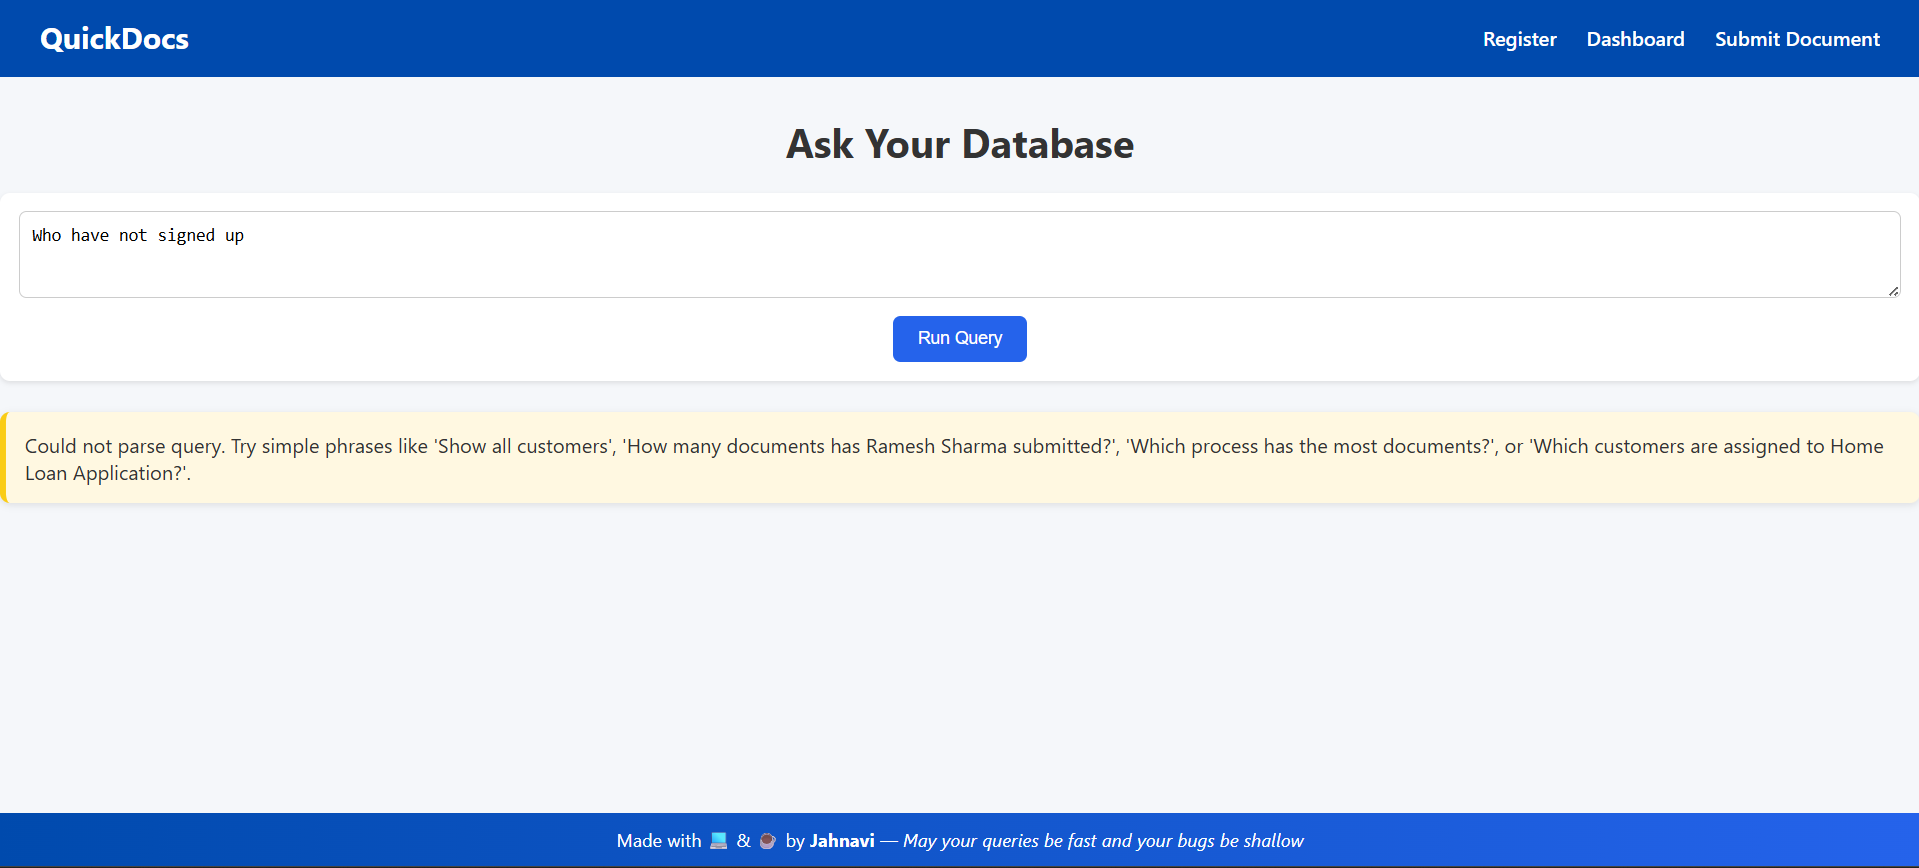 QuickDocs
Register
Dashboard
Submit Document
Ask Your Database
Who have not signed up
Run Query
Could not parse query. Try simple phrases like 'Show all customers', 'How many documents has Ramesh Sharma submitted?', 'Which process has the most documents?', or 'Which customers are assigned to Home
Loan Application?'.
Made with 💻 & ☕ by Jahnavi — May your queries be fast and your bugs be shallow